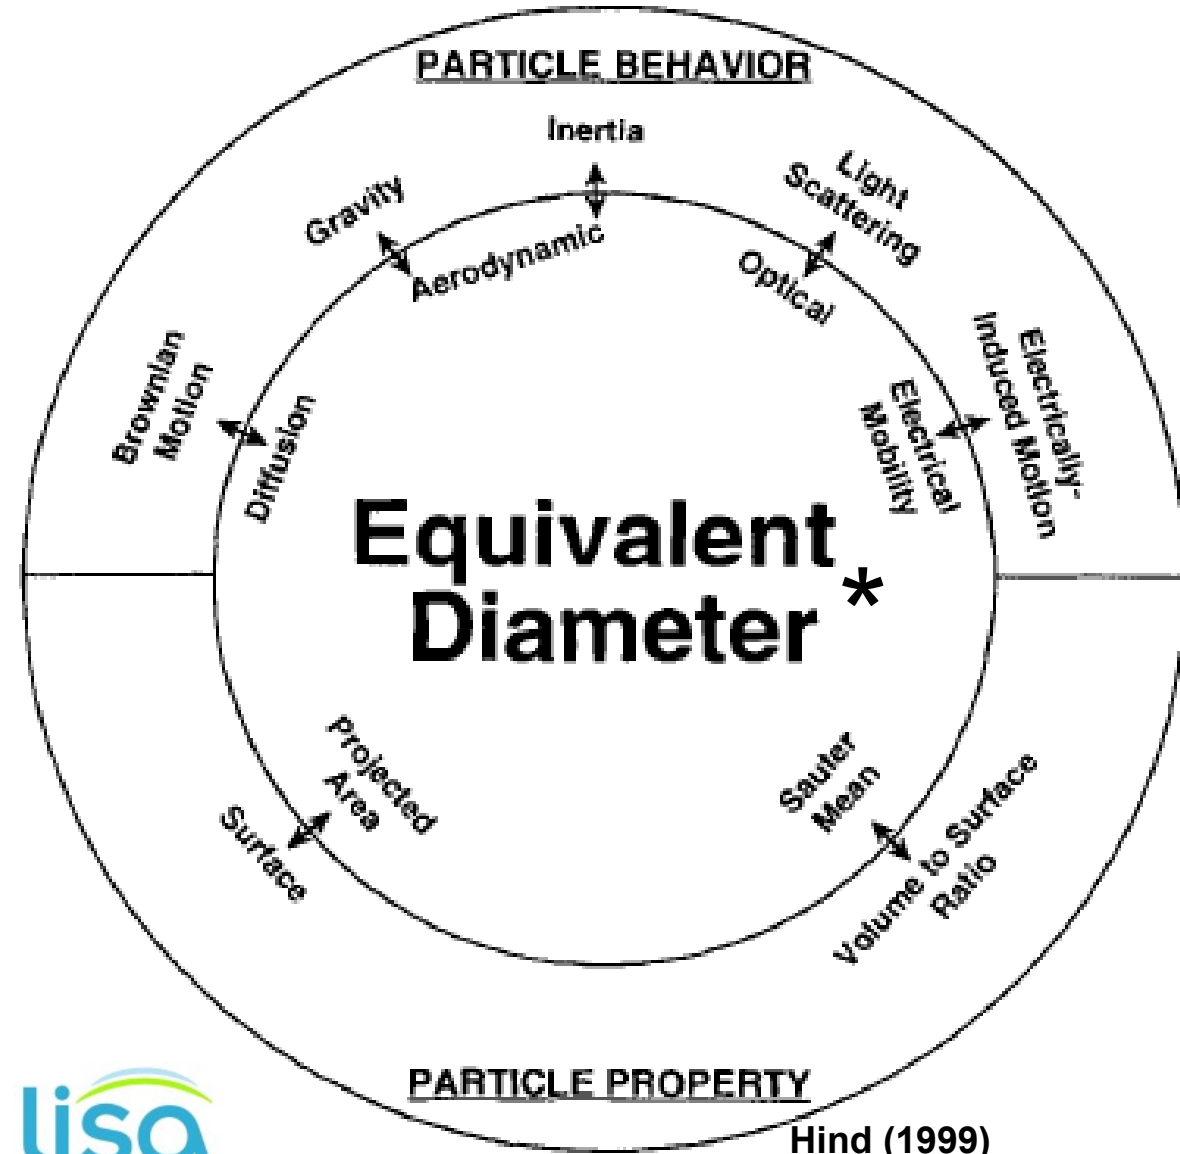 PARTICLE BEHAVIOR
Inertia
Gravity
Light
Scattering
Aerodynamic
Optical
Brownian
Motion
Diffusion
Electrical
Mobility
Electrically-
Induced Motion
Equivalent
Diameter *
Projected
Area
Surface
Sauter
Mean
Volume to Surface
Ratio
PARTICLE PROPERTY
lisa
Hind (1999)